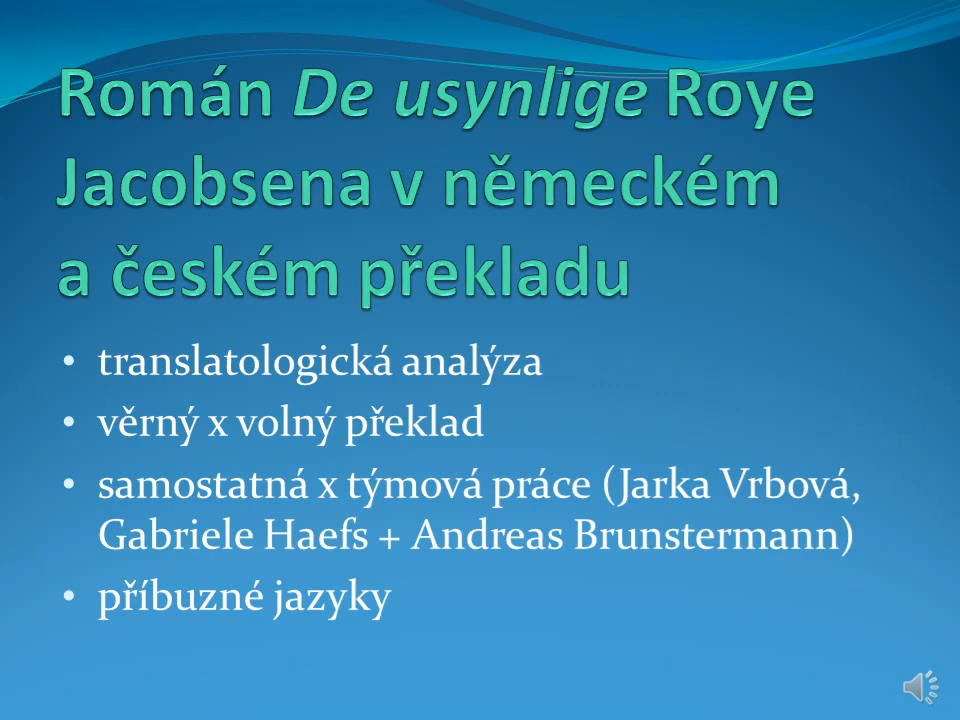 Román De usynlige Roye
Jacobsena v německém
a českém překladu
• translatologická analýza
• věrný x volný překlad
• samostatná x týmová práce (Jarka Vrbová,
Gabriele Haefs + Andreas Brunstermann)
• příbuzné jazyky